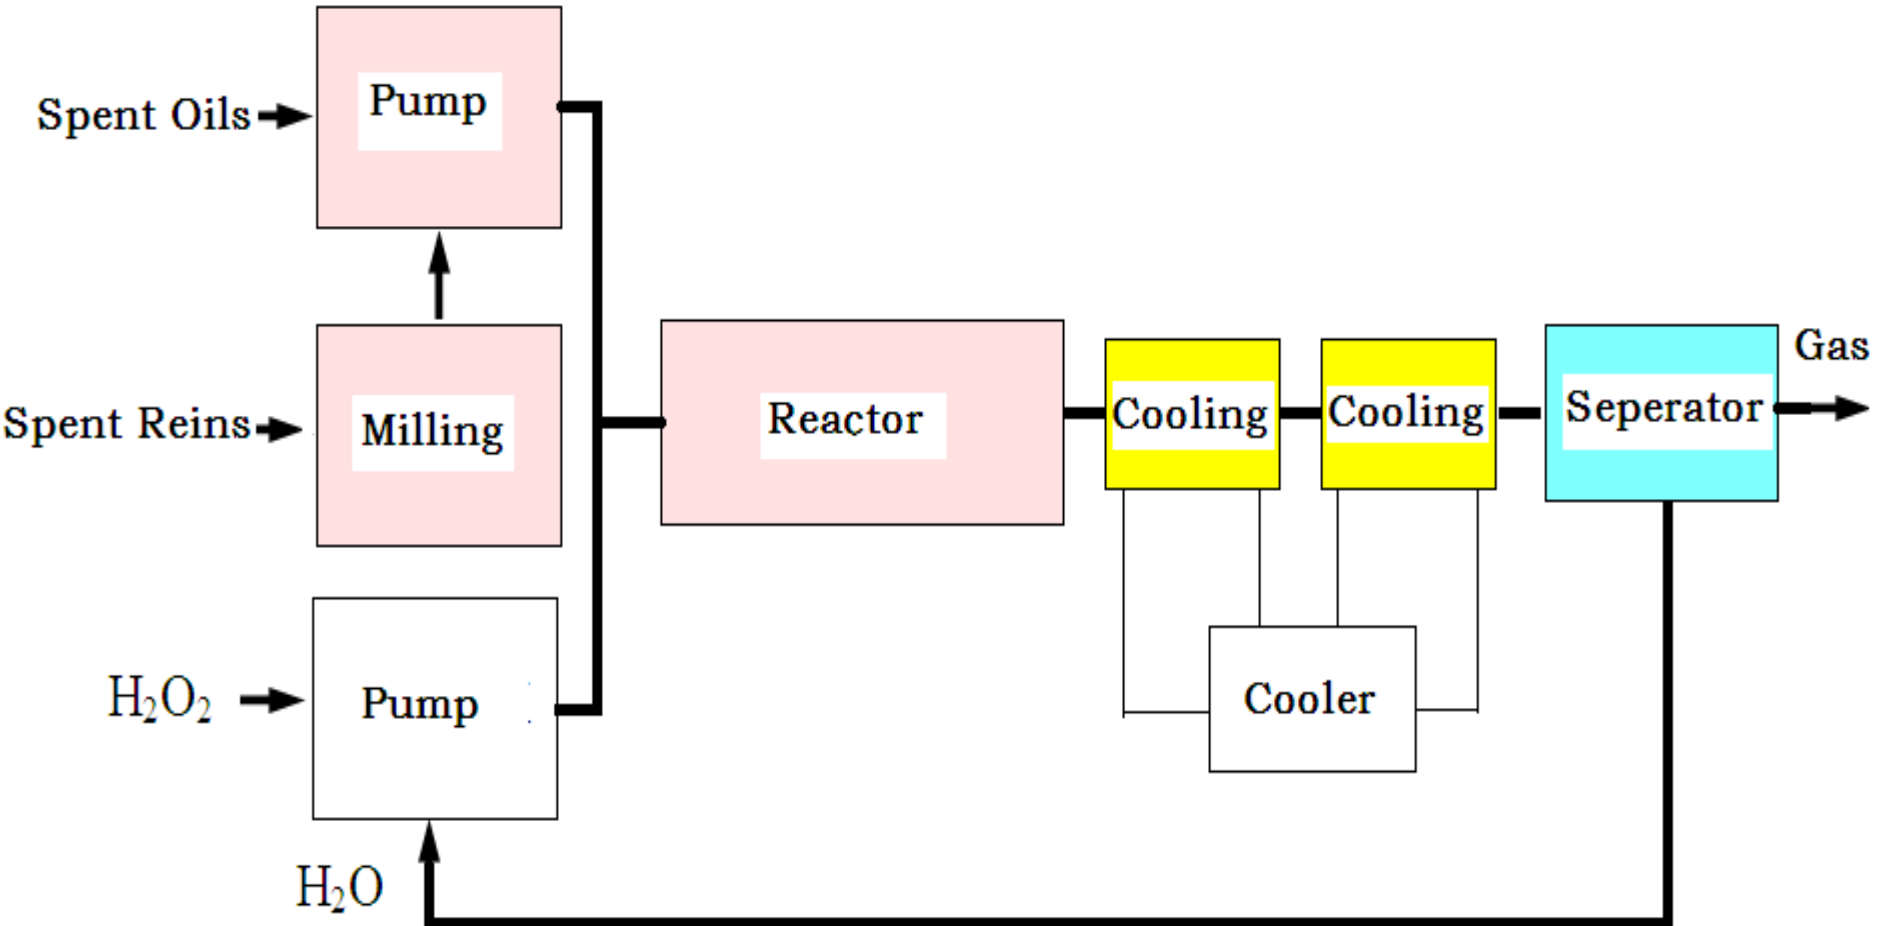 Spent Oils
Pump
Spent Reins
Milling
H₂O₂
Pump
H₂O
Reactor
Cooling
Cooling
Cooler
Seperator
Gas